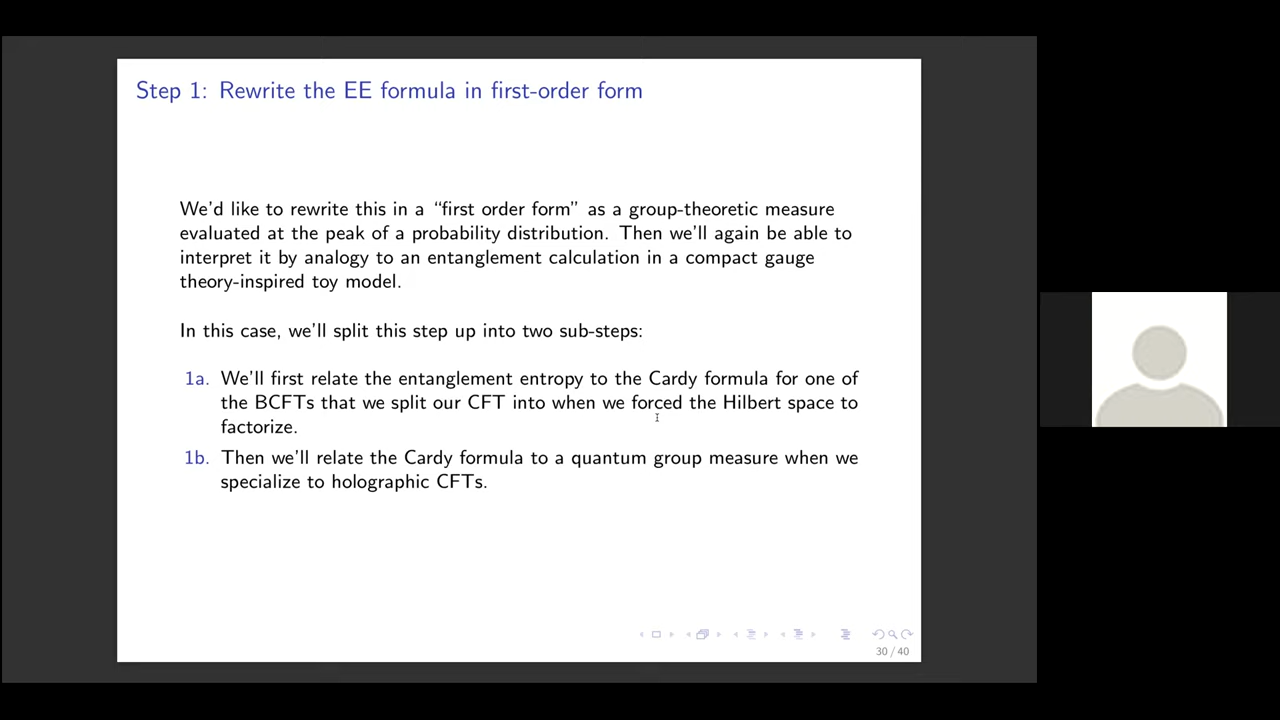 Step 1: Rewrite the EE formula in first-order form
We’d like to rewrite this in a “first order form” as a group-theoretic measure
evaluated at the peak of a probability distribution. Then we’ll again be able to
interpret it by analogy to an entanglement calculation in a compact gauge
theory-inspired toy model.
In this case, we’ll split this step up into two sub-steps:
1a. We’ll first relate the entanglement entropy to the Cardy formula for one of
the BCFTs that we split our CFT into when we forced the Hilbert space to
factorize.
1b. Then we’ll relate the Cardy formula to a quantum group measure when we
specialize to holographic CFTs.
30 / 40